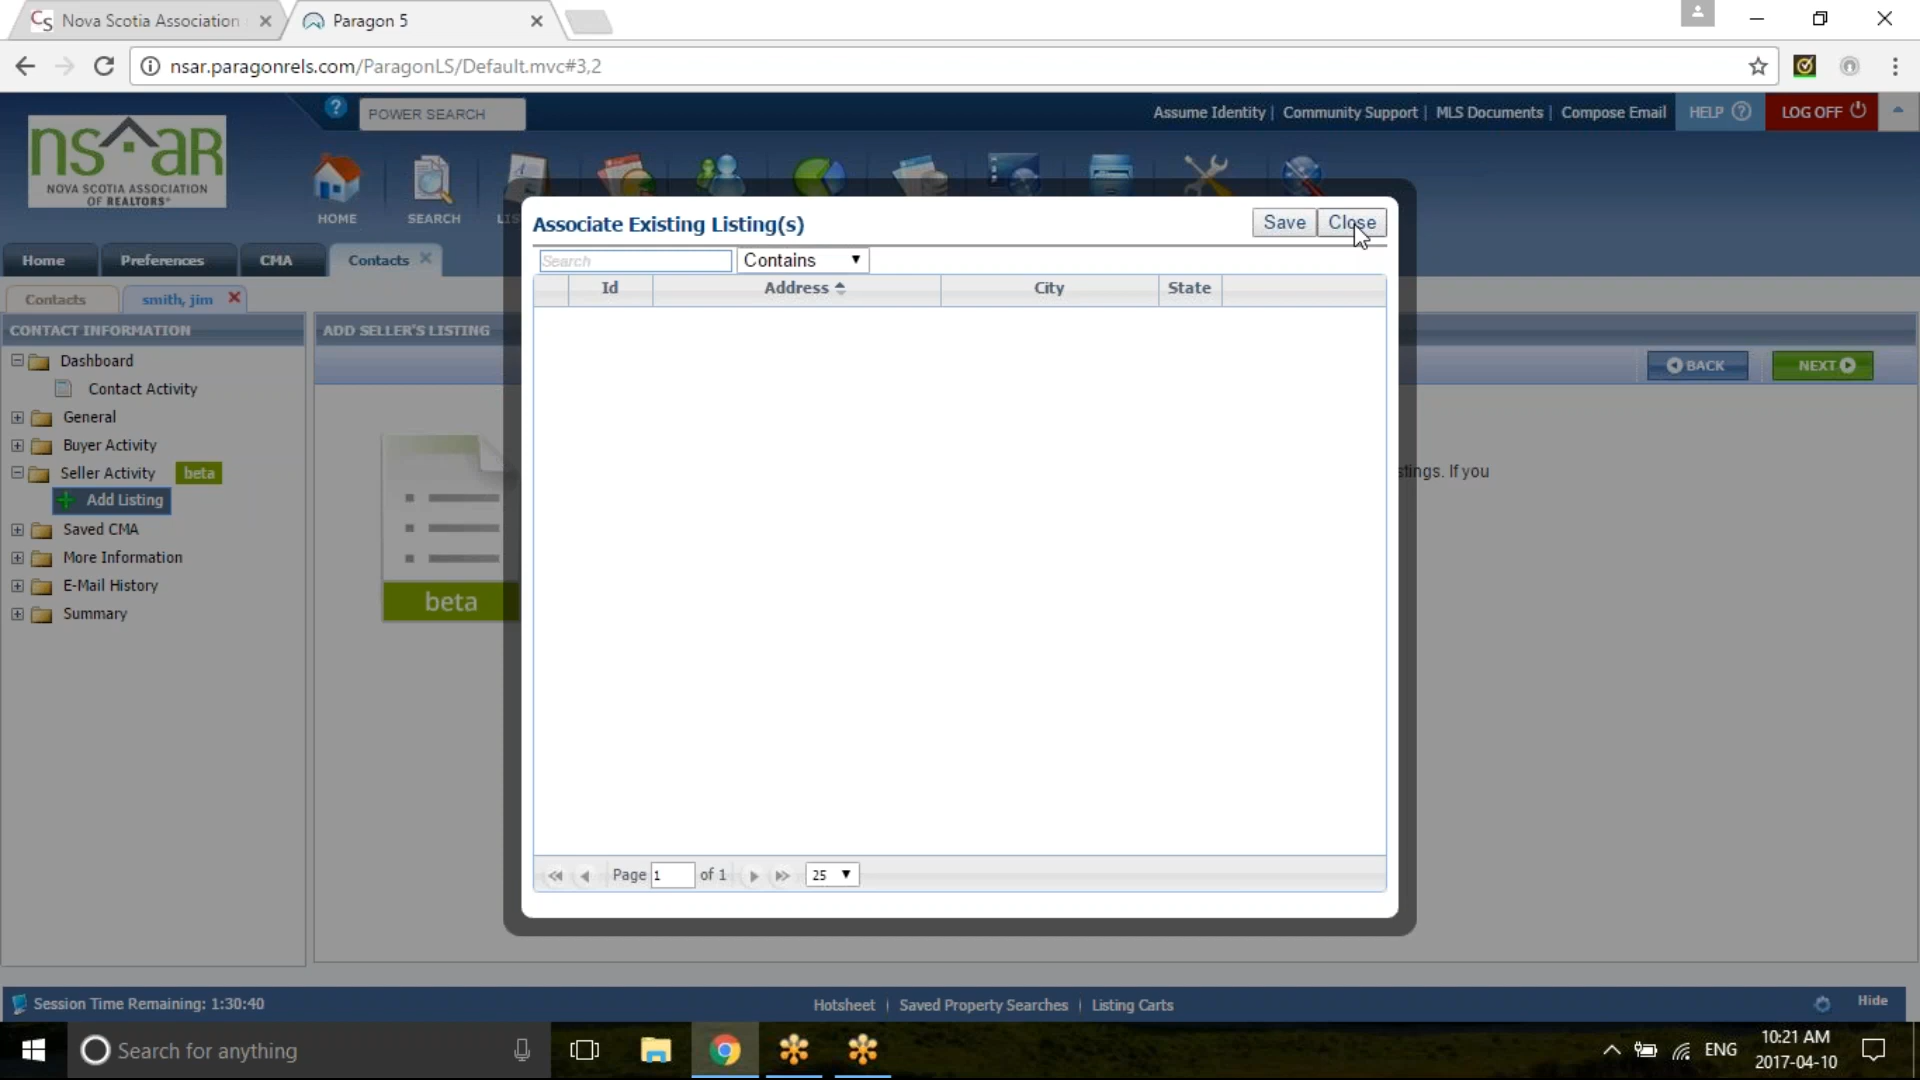 Nova Scotia Association
Paragon 5
nsar.paragonrels.com/ParagonLS/Default.mvc#3,2
POWER SEARCH
Assume Identity | Community Support | MLS Documents | Compose Email
HELP ?
LOG OFF
nsaR
NOVA SCOTIA ASSOCIATION
OF REALTORS®
HOME
SEARCH
LIS
Home
Preferences
CMA
Contacts
Contacts
smith, jim
CONTACT INFORMATION
Dashboard
Contact Activity
General
Buyer Activity
Seller Activity beta
Add Listing
Saved CMA
More Information
E-Mail History
Summary
ADD SELLER'S LISTING
BACK
NEXT
beta
stings. If you
Associate Existing Listing(s)
Save
Close
Search
Contains
Id
Address
City
State
Page 1 of 1
25
Session Time Remaining: 1:30:40
Hotsheet | Saved Property Searches | Listing Carts
Hide
Search for anything
ENG
10:21 AM
2017-04-10